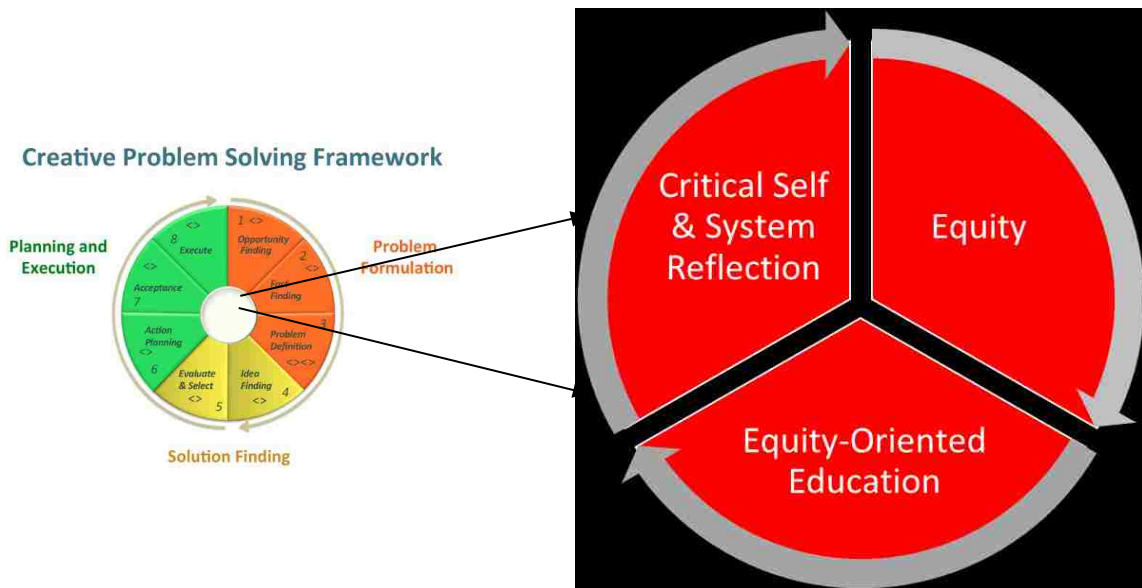 Creative Problem Solving Framework
Planning and
Execution
Problem
Formulation
1 <>
Opportunity
Finding
2
<>
Fact
Finding
3
Problem
Definition
<><>
Idea
Finding
<> 4
Evaluate
& Select
<> 5
Action
Planning
<>
6
<>
Acceptance
7
<>
8
Execute
Solution Finding
Critical Self
& System
Reflection
Equity
Equity-Oriented
Education